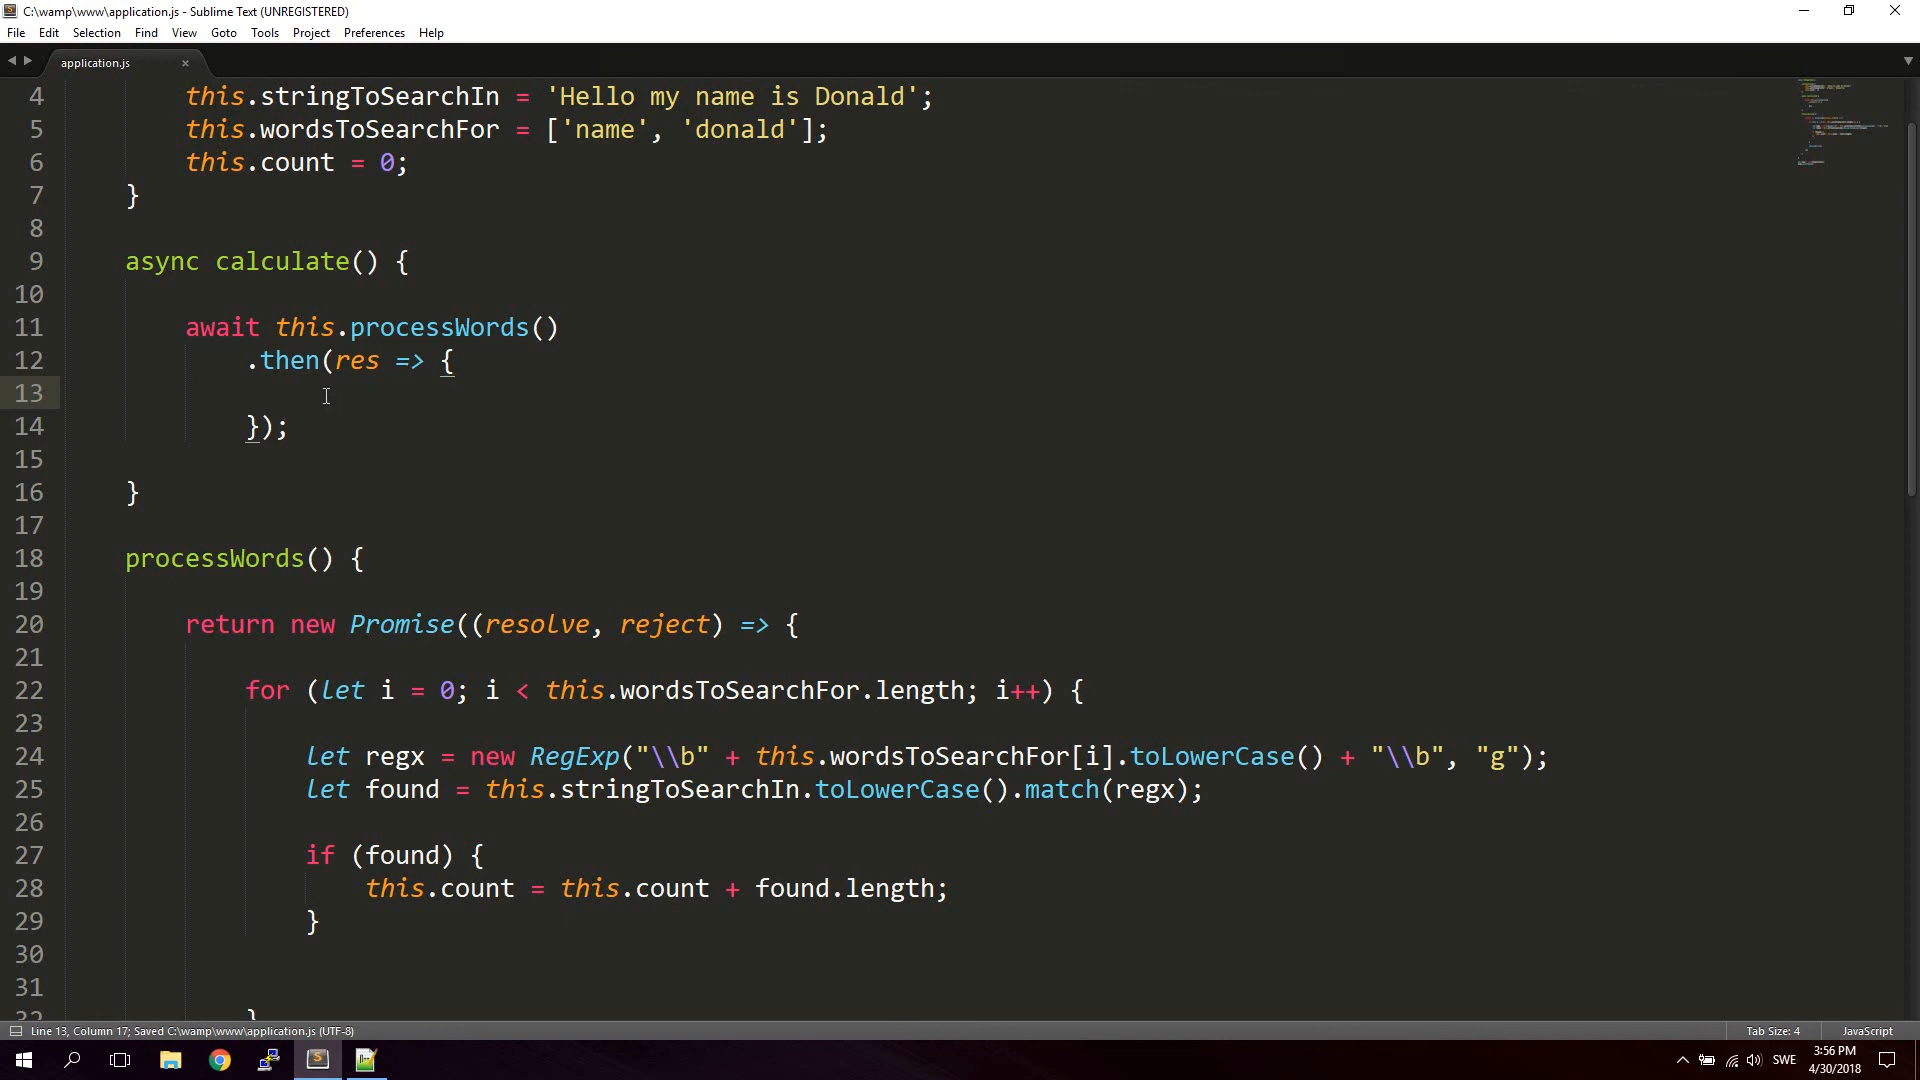 C:\wamp\www\application.js - Sublime Text (UNREGISTERED)
File Edit Selection Find View Goto Tools Project Preferences Help
application.js
4 this.stringToSearchIn = 'Hello my name is Donald';
5 this.wordsToSearchFor = ['name', 'donald'];
6 this.count = 0;
7 }
8
9 async calculate() {
10
11 await this.processWords()
12 .then(res => {
13
14 });
15
16 }
17
18 processWords() {
19
20 return new Promise((resolve, reject) => {
21
22 for (let i = 0; i < this.wordsToSearchFor.length; i++) {
23
24 let regx = new RegExp("\\b" + this.wordsToSearchFor[i].toLowerCase() + "\\b", "g");
25 let found = this.stringToSearchIn.toLowerCase().match(regx);
26
27 if (found) {
28 this.count = this.count + found.length;
29 }
30
31
32 }
Line 13, Column 17; Saved C:\wamp\www\application.js (UTF-8) Tab Size: 4 JavaScript
SWE 3:56 PM
4/30/2018